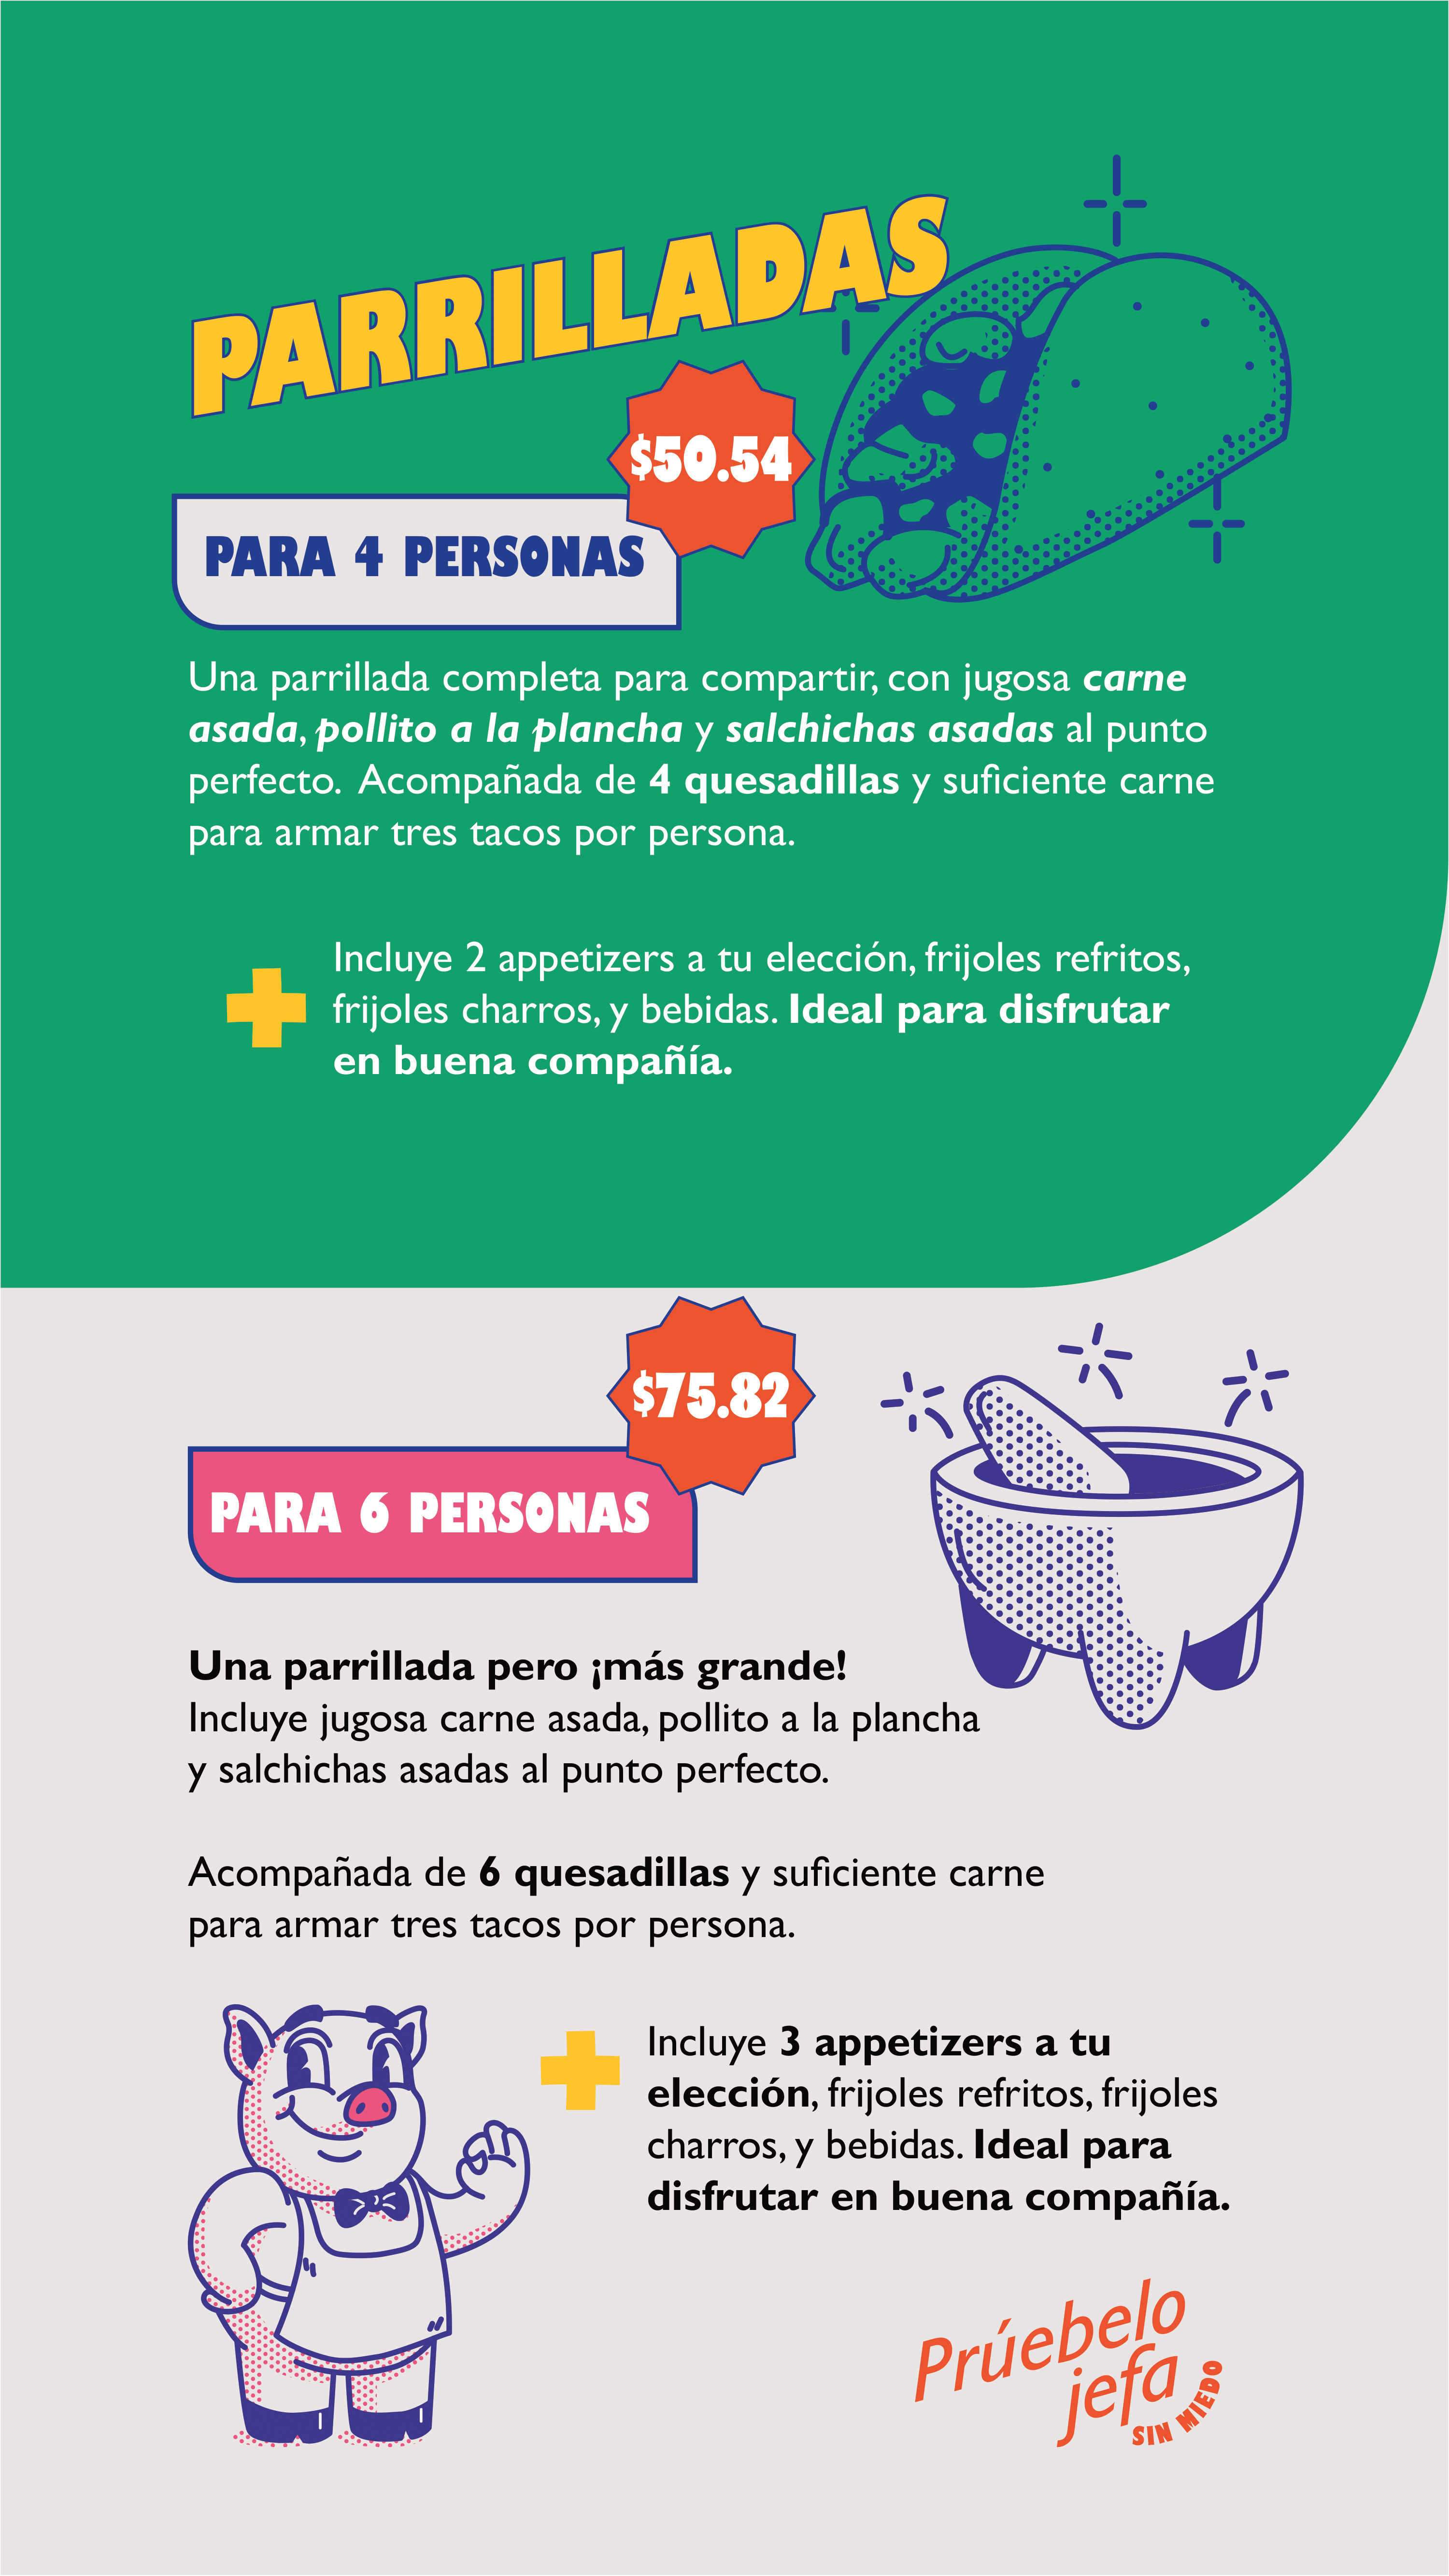 PARRILLADAS
$50.54
PARA 4 PERSONAS
Una parrillada completa para compartir, con jugosa carne
asada, pollito a la plancha y salchichas asadas al punto
perfecto. Acompañada de 4 quesadillas y suficiente carne
para armar tres tacos por persona.
Incluye 2 appetizers a tu elección, frijoles refritos,
frijoles charros, y bebidas. Ideal para disfrutar
en buena compañía.
$75.82
PARA 6 PERSONAS
Una parrillada pero ¡más grande!
Incluye jugosa carne asada, pollito a la plancha
y salchichas asadas al punto perfecto.
Acompañada de 6 quesadillas y suficiente carne
para armar tres tacos por persona.
Incluye 3 appetizers a tu
elección, frijoles refritos, frijoles
charros, y bebidas. Ideal para
disfrutar en buena compañía.
Prúebelo
jefa
SIN MIEDO